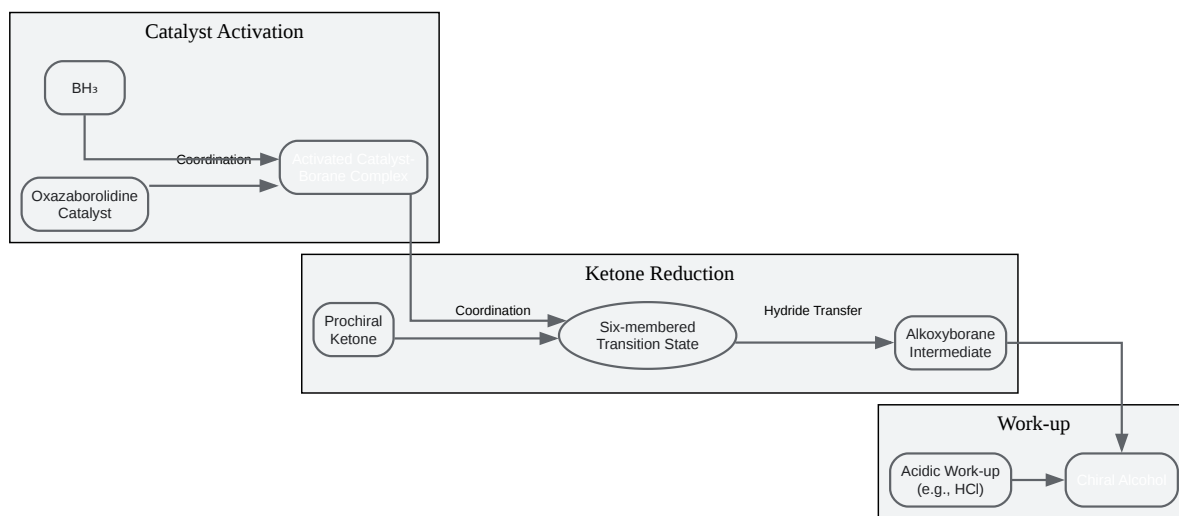 Catalyst Activation
BH₃
Coordination
Activated Catalyst-
Borane Complex
Oxazaborolidine
Catalyst
Ketone Reduction
Prochiral
Ketone
Coordination
Six-membered
Transition State
Hydride Transfer
Alkoxyborane
Intermediate
Work-up
Acidic Work-up
(e.g., HCl)
Chiral Alcohol